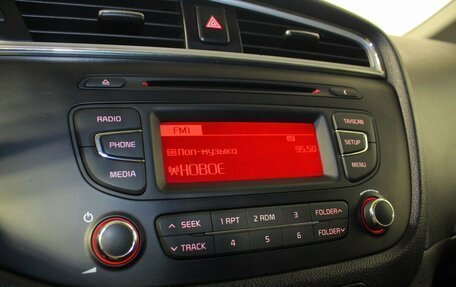 RADIO
PHONE
MEDIA
FM1
Поп-музыка 95.50
НОВОЕ
TA/SCAN
SETUP
MENU
SEEK 1 RPT 2 RDM 3 FOLDER
TRACK 4 5 6 FOLDER